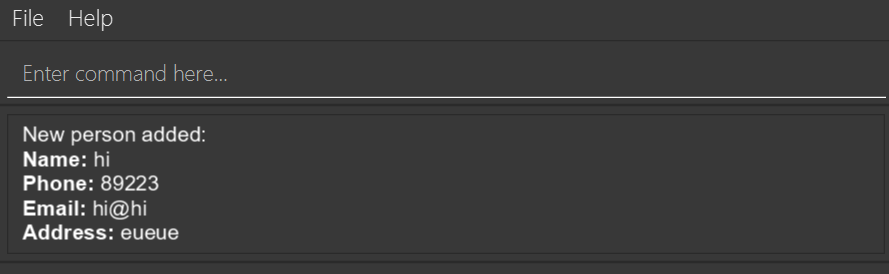 File Help
Enter command here...
New person added:
Name: hi
Phone: 89223
Email: hi@hi
Address: eueue